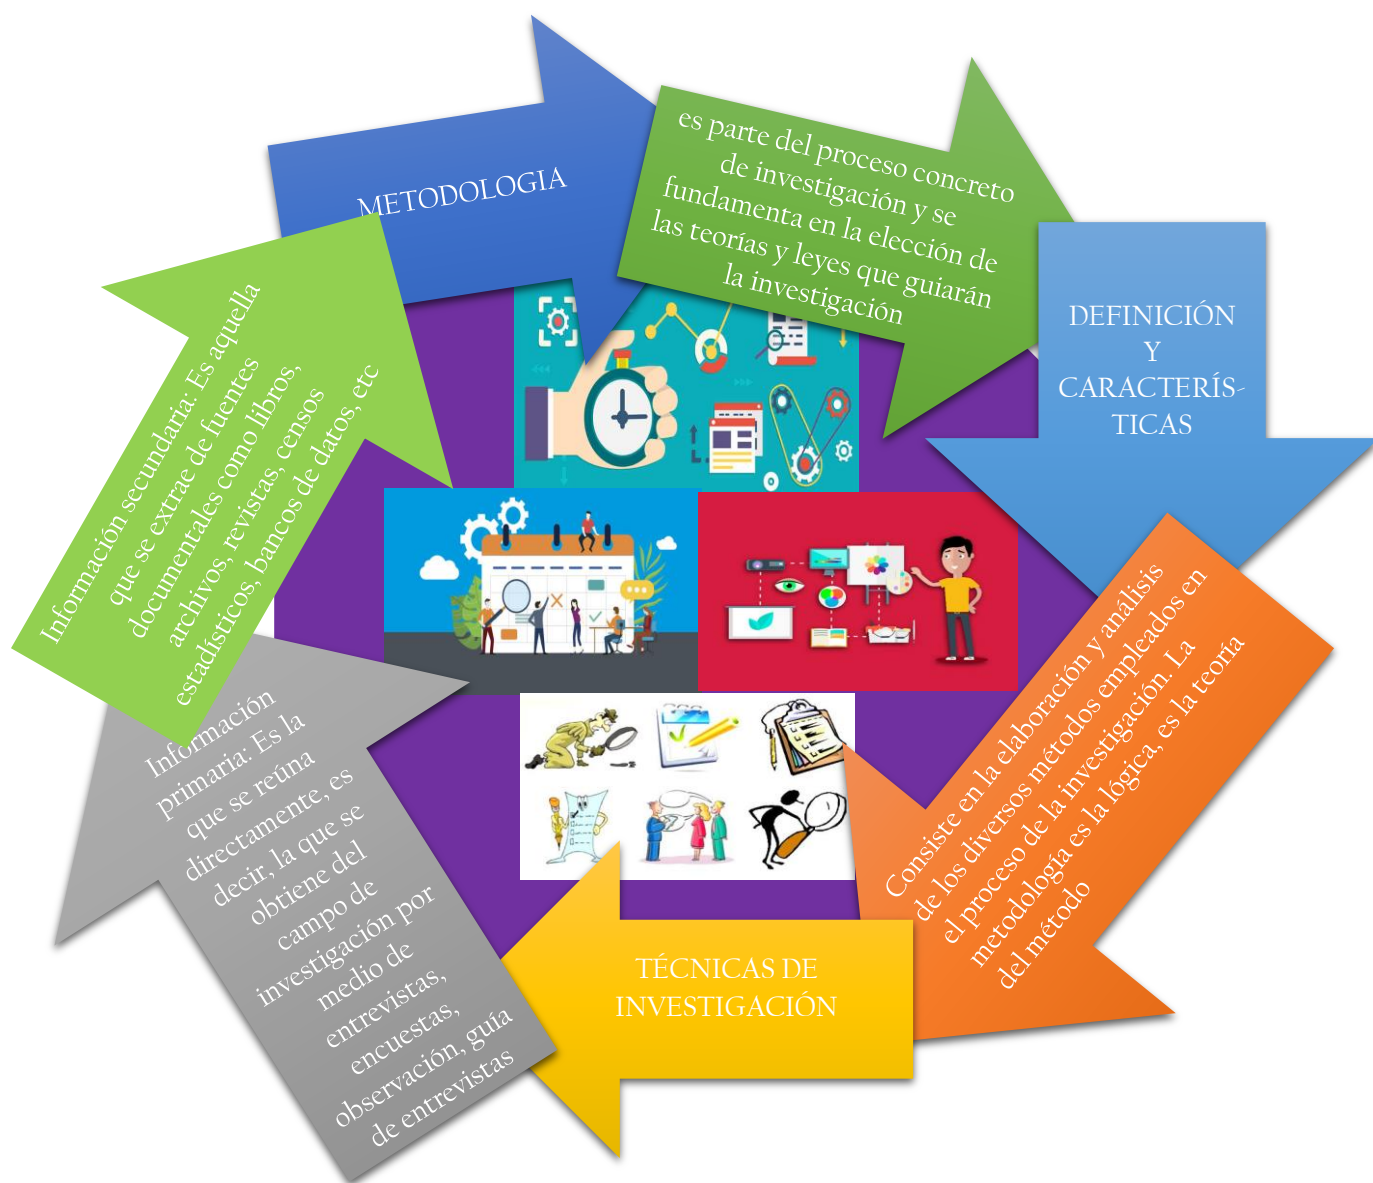 METODOLOGIA
es parte del proceso concreto
de investigación y se
fundamenta en la elección de
las teorías y leyes que guiarán
la investigación
DEFINICIÓN
Y
CARACTERÍS-
TICAS
Consiste en la elaboración y análisis
de los diversos métodos empleados en
el proceso de la investigación. La
metodología es la lógica, es la teoría
del método
TÉCNICAS DE
INVESTIGACIÓN
Información
primaria: Es la
que se reúna
directamente, es
decir, la que se
obtiene del
campo de
investigación por
medio de
entrevistas,
encuestas,
observación, guía
de entrevistas
Información secundaria: Es aquella
que se extrae de fuentes
documentales como libros,
archivos, revistas, censos
estadísticos, bancos de datos, etc